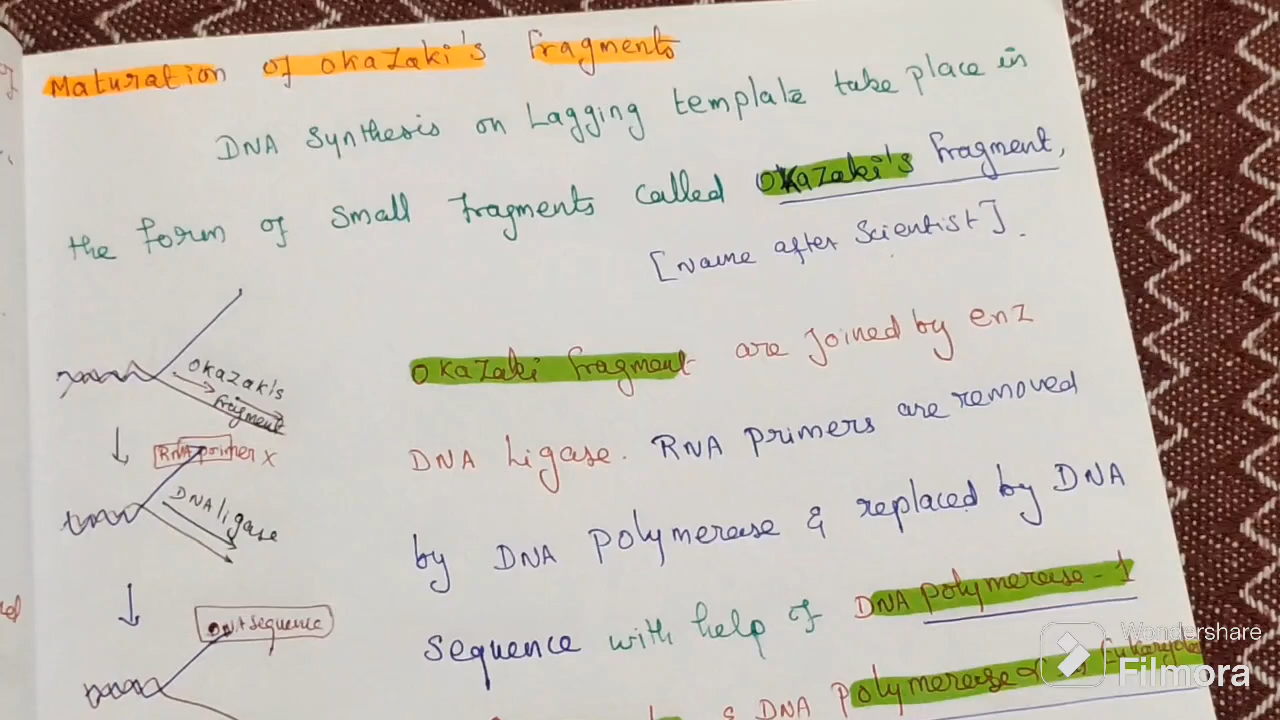 Maturation of Okazaki's fragments
DNA Synthesis on Lagging template take place in
the form of small fragments called Okazaki's fragment,
[Name after Scientist].
Okazakis
fragment
Okazaki fragment are joined by enz
RNA primer X
DNA Ligase. RNA primers are removed
DNA ligase
by DNA polymerase & replaced by DNA
DNA sequence
sequence with help of DNA polymerase-1
& DNA polymerase
Wondershare
Filmora